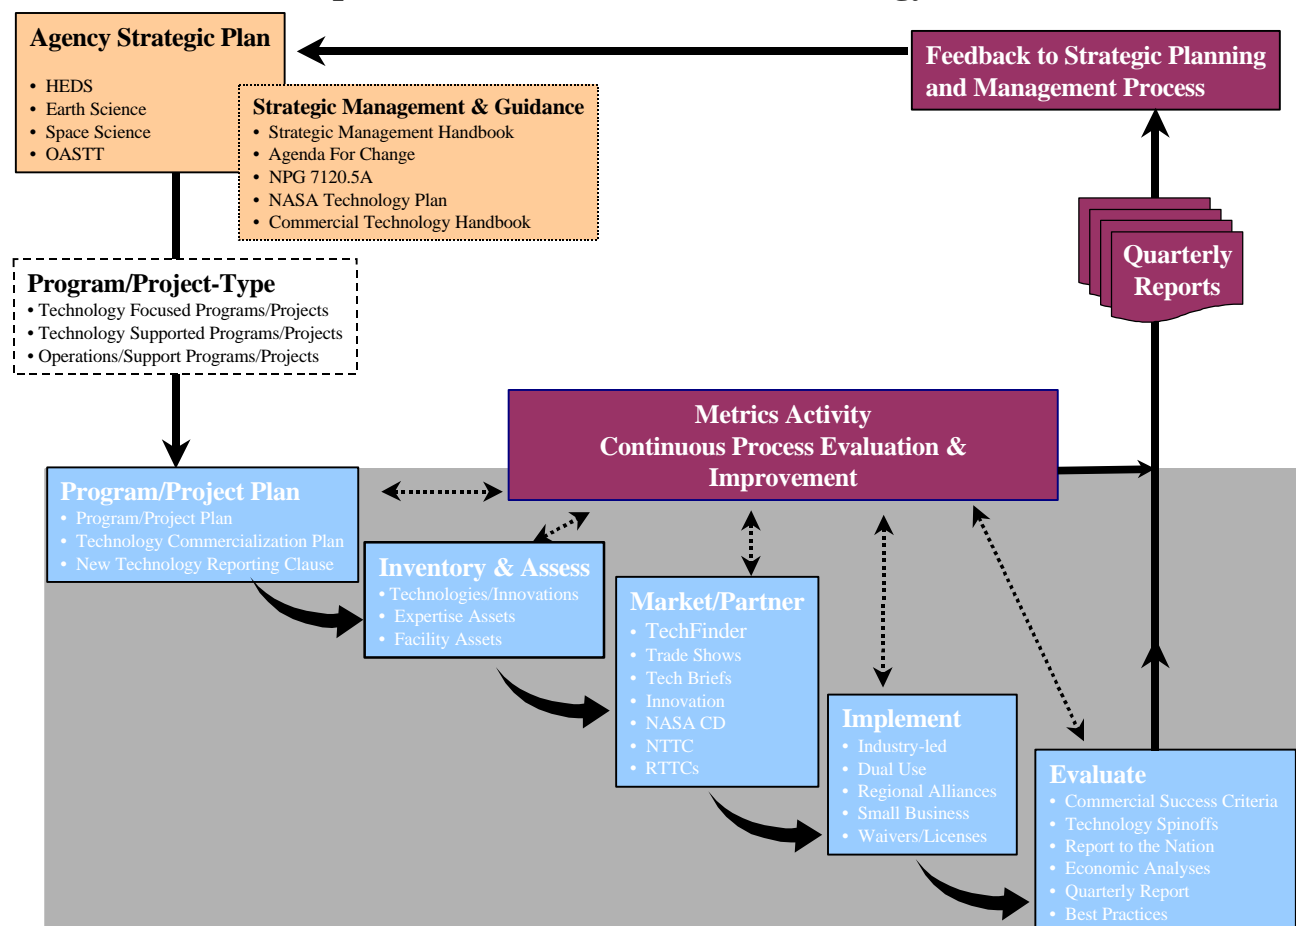 Agency Strategic Plan
• HEDS
• Earth Science
• Space Science
• OASTT
Strategic Management & Guidance
• Strategic Management Handbook
• Agenda For Change
• NPG 7120.5A
• NASA Technology Plan
• Commercial Technology Handbook
Feedback to Strategic Planning
and Management Process
Quarterly
Reports
Program/Project-Type
• Technology Focused Programs/Projects
• Technology Supported Programs/Projects
• Operations/Support Programs/Projects
Metrics Activity
Continuous Process Evaluation &
Improvement
Program/Project Plan
• Program/Project Plan
• Technology Commercialization Plan
• New Technology Reporting Clause
Inventory & Assess
• Technologies/Innovations
• Expertise Assets
• Facility Assets
Market/Partner
• TechFinder
• Trade Shows
• Tech Briefs
• Innovation
• NASA CD
• NTTC
• RTTCs
Implement
• Industry-led
• Dual Use
• Regional Alliances
• Small Business
• Waivers/Licenses
Evaluate
• Commercial Success Criteria
• Technology Spinoffs
• Report to the Nation
• Economic Analyses
• Quarterly Report
• Best Practices